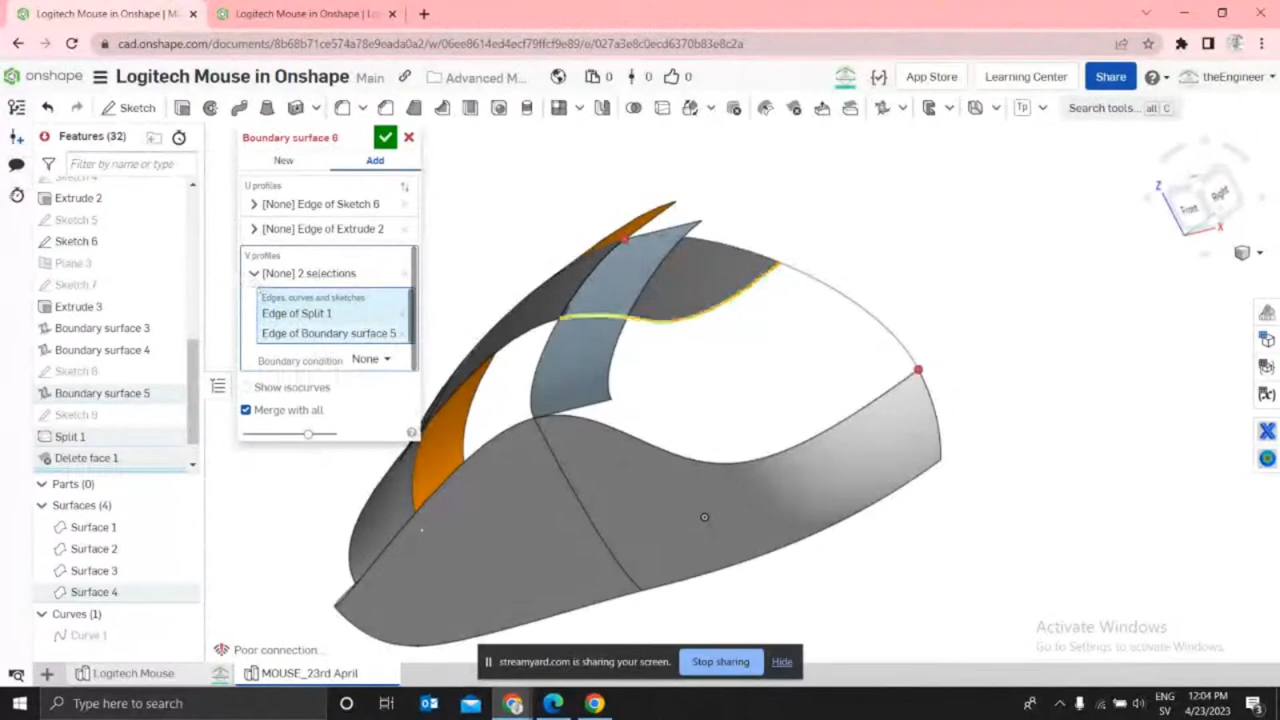 Logitech Mouse in Onshape | M
Logitech Mouse in Onshape | Lo
cad.onshape.com/documents/8b68b71ce574a78e9eada0a2/w/06ee8614ed4ecf79ffcf9e89/e/027a3e8c0ecd6370b83e8c2a
onshape
Logitech Mouse in Onshape
Main
Advanced M...
0
0
0
App Store
Learning Center
Share
theEngineer
Sketch
Tp
Search tools...
alt
C
Features (32)
Filter by name or type
Sketch 4
Extrude 2
Sketch 5
Sketch 6
Plane 3
Sketch 7
Extrude 3
Boundary surface 3
Boundary surface 4
Boundary surface 5
Split 1
Delete face 1
Parts (0)
Surfaces (4)
Surface 1
Surface 2
Surface 3
Surface 4
Curves (1)
Curve 1
Boundary surface 6
New
Add
U profiles
[None] Edge of Sketch 6
[None] Edge of Extrude 2
V profiles
[None] 2 selections
Edges, curves and sketches
Edge of Split 1
Edge of Boundary surface 5
Boundary condition
None
Show isocurves
Merge with all
Z
Front
Right
X
Poor connection...
Activate Windows
Go to Settings to activate Windows.
streamyard.com is sharing your screen.
Stop sharing
Hide
Logitech Mouse
MOUSE_23rd April
Type here to search
ENG
SV
12:04 PM
4/23/2023
3